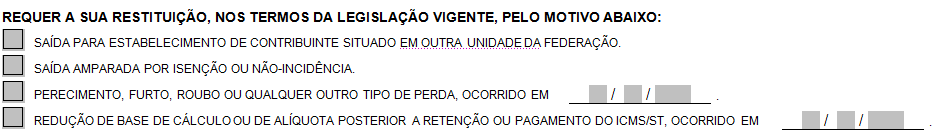 REQUER A SUA RESTITUIÇÃO, NOS TERMOS DA LEGISLAÇÃO VIGENTE, PELO MOTIVO ABAIXO:
SAÍDA PARA ESTABELECIMENTO DE CONTRIBUINTE SITUADO EM OUTRA UNIDADE DA FEDERAÇÃO.
SAÍDA AMPARADA POR ISENÇÃO OU NÃO-INCIDÊNCIA.
PERECIMENTO, FURTO, ROUBO OU QUALQUER OUTRO TIPO DE PERDA, OCORRIDO EM / / .
REDUÇÃO DE BASE DE CÁLCULO OU DE ALÍQUOTA POSTERIOR A RETENÇÃO OU PAGAMENTO DO ICMS/ST, OCORRIDO EM / / .